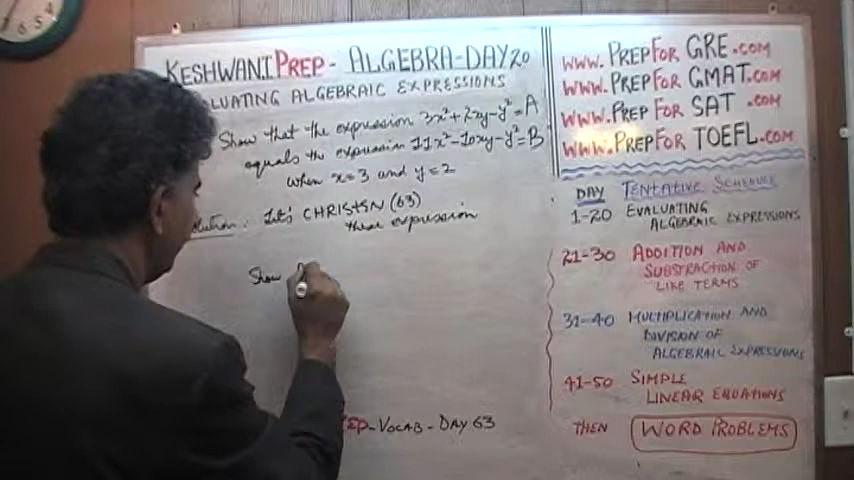 KESHWANI PREP - ALGEBRA-DAY 20
ALUATING ALGEBRAIC EXPRESSIONS
Show that the expression 3x²+2xy-y²=A
equals the expression 11x²-10xy-y²=B
when x=3 and y=2
olution: Let's CHRISTEN (63)
these expression
Show
EP-VOCAB-DAY 63
WWW.PREPFOR GRE.COM
WWW.PREPFOR GMAT.COM
WWW.PREPFOR SAT.COM
WWW.PREPFOR TOEFL.COM
DAY TENTATIVE SCHEDULE
1-20 EVALUATING
ALGEBRAIC EXPRESSIONS
21-30 ADDITION AND
SUBSTRACTION OF
LIKE TERMS
31-40 MULTIPLICATION AND
DIVISION OF
ALGEBRAIC EXPRESSIONS
41-50 SIMPLE
LINEAR EQUATIONS
THEN WORD PROBLEMS